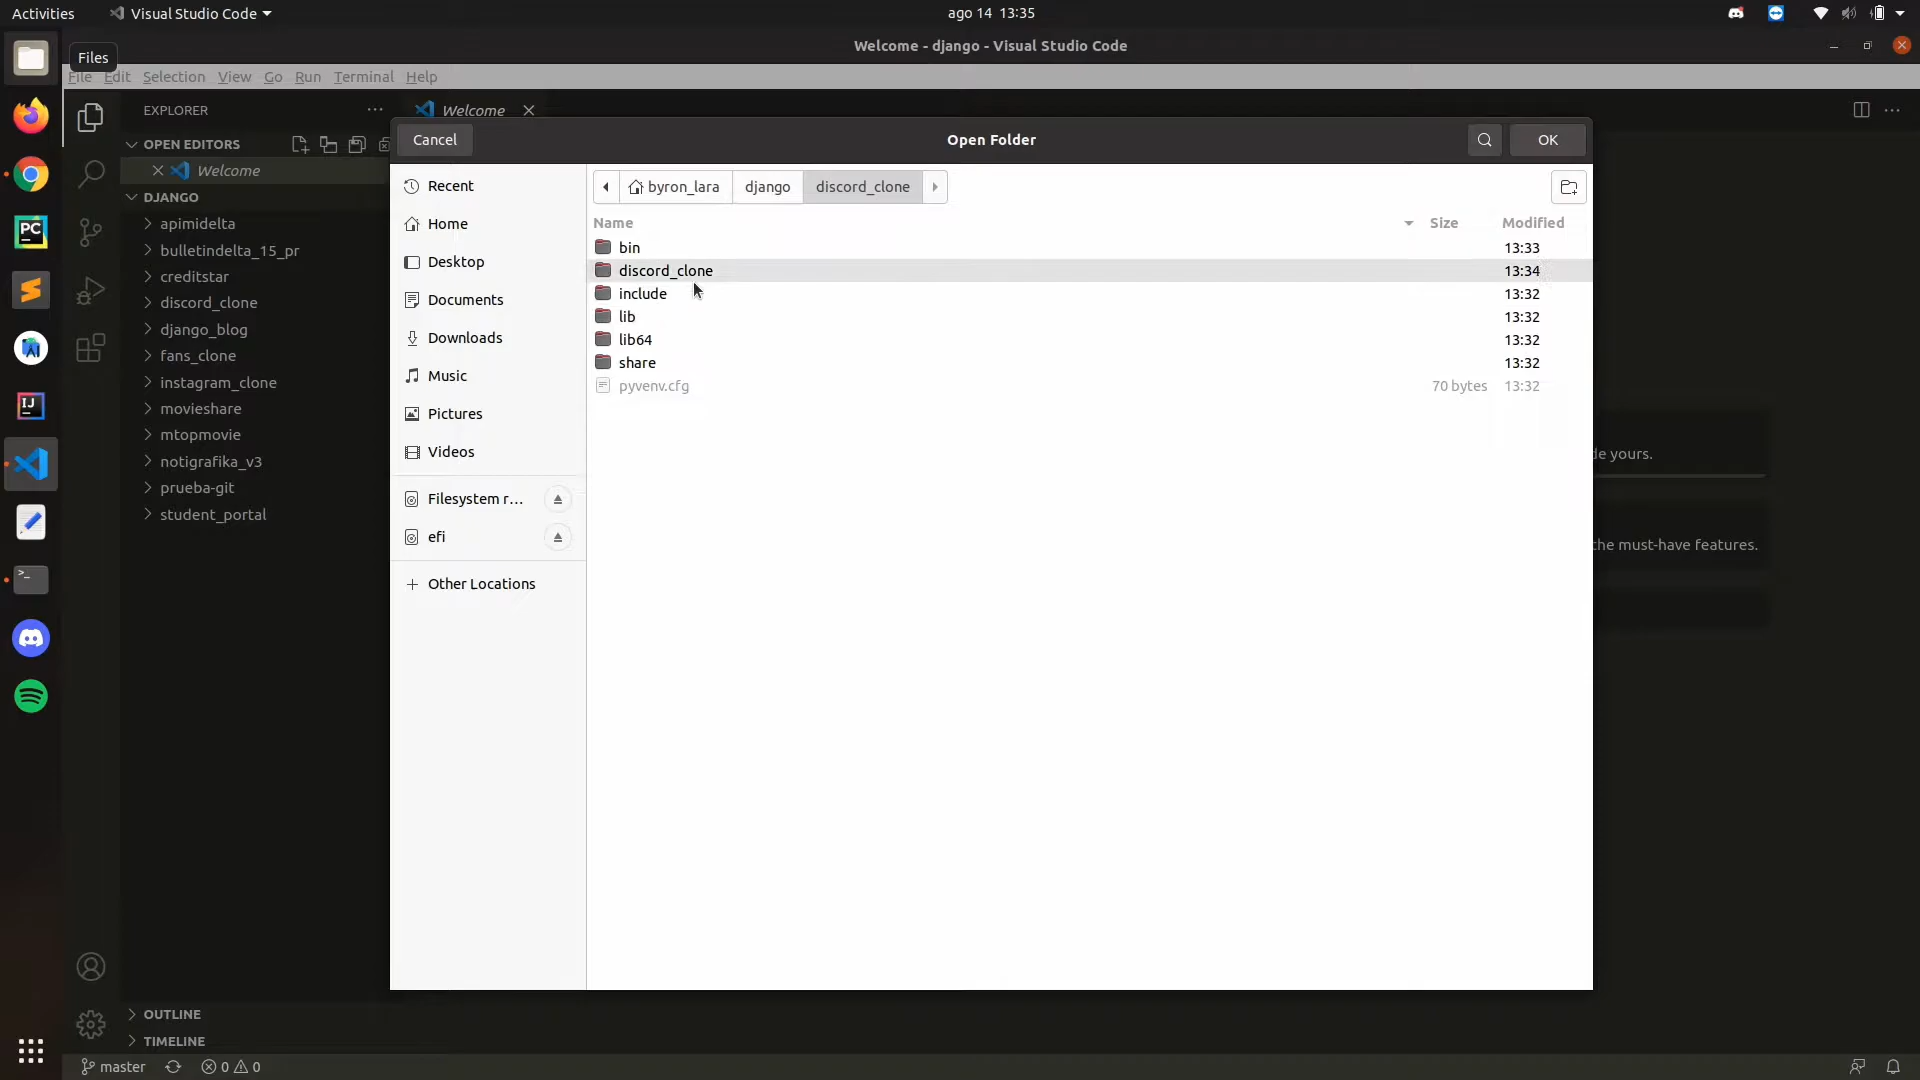 Activities
Visual Studio Code
ago 14 13:35
Welcome - django - Visual Studio Code
Files
File Edit Selection View Go Run Terminal Help
EXPLORER
Welcome
OPEN EDITORS
Welcome
DJANGO
apimidelta
bulletindelta_15_pr
creditstar
discord_clone
django_blog
fans_clone
instagram_clone
movieshare
mtopmovie
notigrafika_v3
prueba-git
student_portal
OUTLINE
TIMELINE
Cancel
Open Folder
OK
Recent
Home
Desktop
Documents
Downloads
Music
Pictures
Videos
Filesystem r...
efi
Other Locations
byron_lara
django
discord_clone
Name Size Modified
bin 13:33
discord_clone 13:34
include 13:32
lib 13:32
lib64 13:32
share 13:32
pyvenv.cfg 70 bytes 13:32
yours.
the must-have features.
PC
IJ
>_
master
0 0